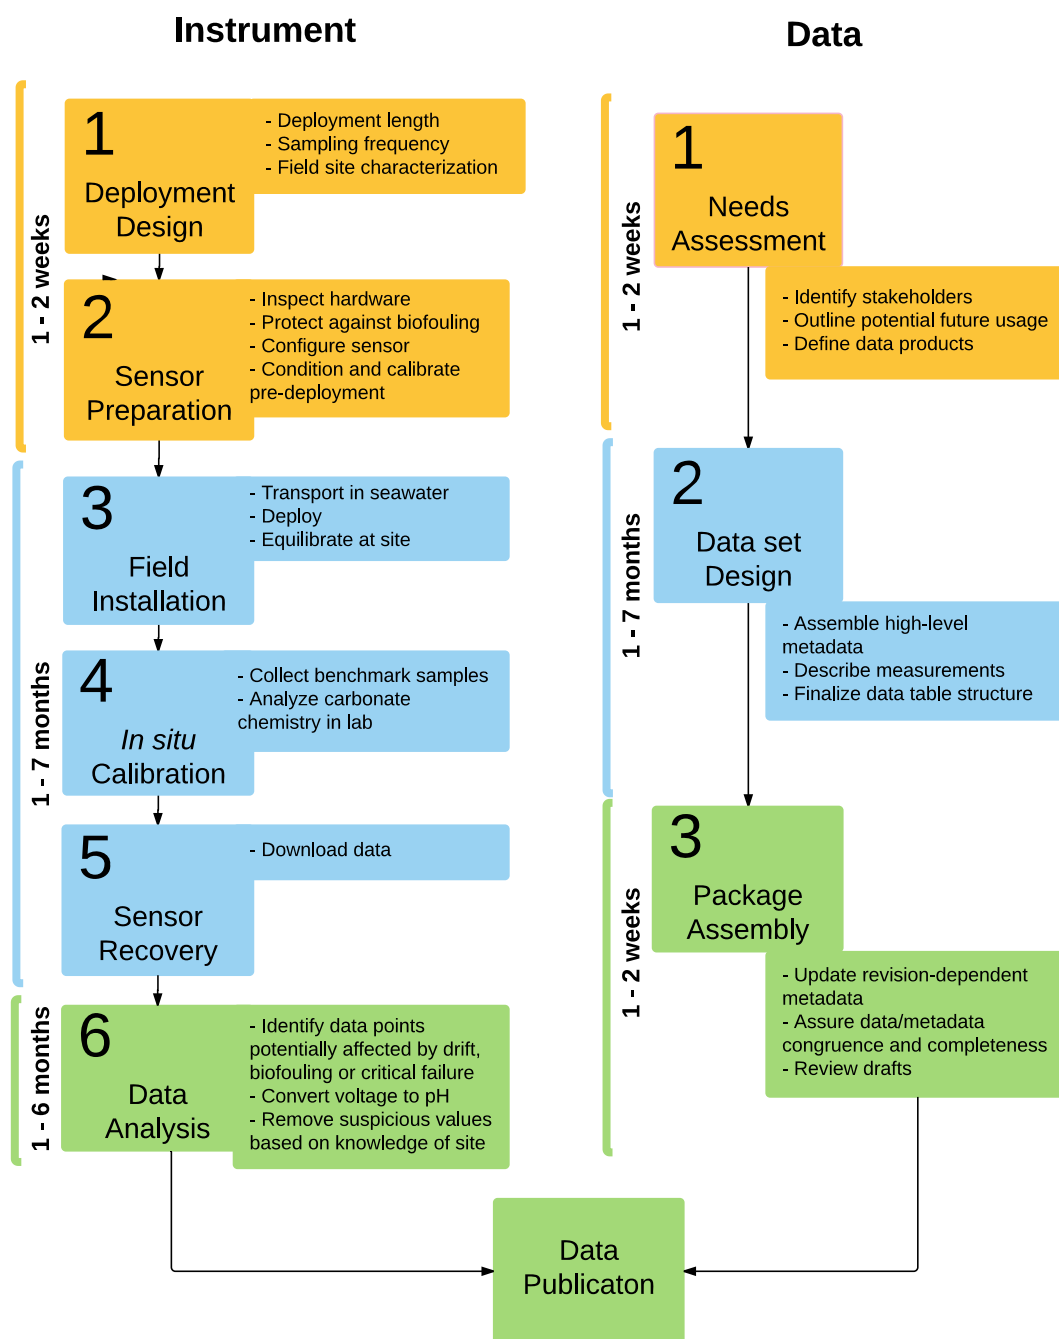 Instrument
1 - 2 weeks
1
Deployment
Design
- Deployment length
- Sampling frequency
- Field site characterization
2
Sensor
Preparation
- Inspect hardware
- Protect against biofouling
- Configure sensor
- Condition and calibrate
pre-deployment
1 - 7 months
3
Field
Installation
- Transport in seawater
- Deploy
- Equilibrate at site
4
In situ
Calibration
- Collect benchmark samples
- Analyze carbonate
chemistry in lab
5
Sensor
Recovery
- Download data
1 - 6 months
6
Data
Analysis
- Identify data points
potentially affected by drift,
biofouling or critical failure
- Convert voltage to pH
- Remove suspicious values
based on knowledge of site
Data
1 - 2 weeks
1
Needs
Assessment
- Identify stakeholders
- Outline potential future usage
- Define data products
1 - 7 months
2
Data set
Design
- Assemble high-level
metadata
- Describe measurements
- Finalize data table structure
1 - 2 weeks
3
Package
Assembly
- Update revision-dependent
metadata
- Assure data/metadata
congruence and completeness
- Review drafts
Data
Publicaton